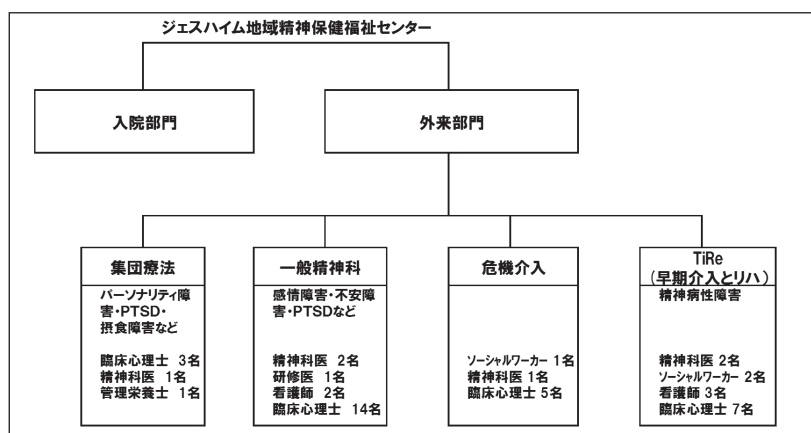 ジェスハイム地域精神保健福祉センター
入院部門
外来部門
集団療法
パーソナリティ障
害・PTSD・
摂食障害など
臨床心理士 3名
精神科医 1名
管理栄養士 1名
一般精神科
感情障害・不安障
害・PTSDなど
精神科医 2名
研修医 1名
看護師 2名
臨床心理士 14名
危機介入
ソーシャルワーカー 1名
精神科医 1名
臨床心理士 5名
TiRe
(早期介入とリハ)
精神病性障害
精神科医 2名
ソーシャルワーカー 2名
看護師 3名
臨床心理士 7名